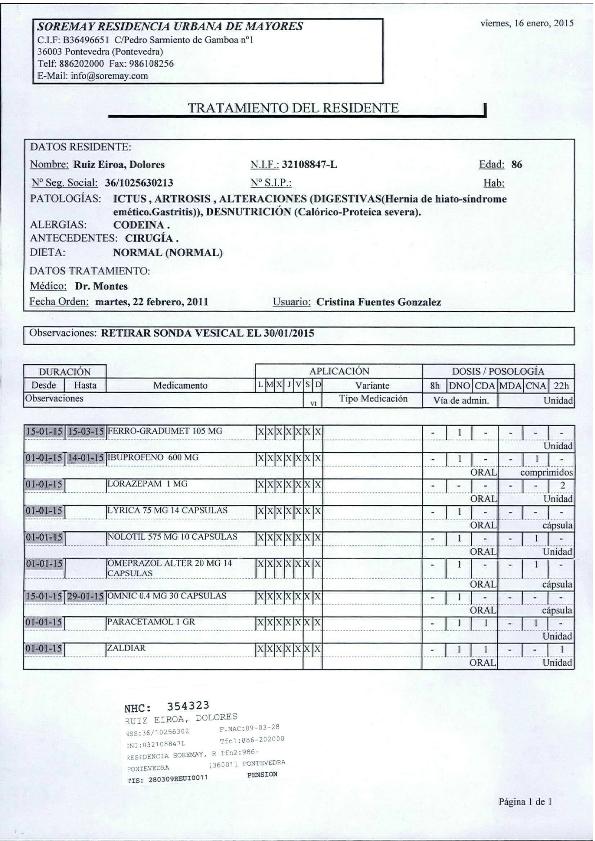 SOREMAY RESIDENCIA URBANA DE MAYORES
C.I.F: B36496651 C/Pedro Sarmiento de Gamboa nº1
36003 Pontevedra (Pontevedra)
Telf: 886202000 Fax: 986108256
E-Mail: info@soremay.com
viernes, 16 enero, 2015
TRATAMIENTO DEL RESIDENTE
DATOS RESIDENTE:
Nombre: Ruiz Eiroa, Dolores N.I.F.: 32108847-L Edad: 86
Nº Seg. Social: 36/1025630213 Nº S.I.P.: Hab:
PATOLOGÍAS: ICTUS , ARTROSIS , ALTERACIONES (DIGESTIVAS(Hernia de hiato-síndrome
emético.Gastritis)), DESNUTRICIÓN (Calórico-Proteica severa).
ALERGIAS: CODEINA .
ANTECEDENTES: CIRUGÍA .
DIETA: NORMAL (NORMAL)
DATOS TRATAMIENTO:
Médico: Dr. Montes
Fecha Orden: martes, 22 febrero, 2011 Usuario: Cristina Fuentes Gonzalez
Observaciones: RETIRAR SONDA VESICAL EL 30/01/2015
DURACIÓN APLICACIÓN DOSIS / POSOLOGÍA
Desde Hasta Medicamento L M X J V S D Variante 8h DNO CDA MDA CNA 22h
Observaciones VI Tipo Medicación Vía de admin. Unidad
15-01-15 15-03-15 FERRO-GRADUMET 105 MG X X X X X X X - 1 - - - -
Unidad
01-01-15 14-01-15 IBUPROFENO 600 MG X X X X X X X - 1 - - 1 -
ORAL comprimidos
01-01-15 LORAZEPAM 1 MG X X X X X X X - - - - - 2
ORAL Unidad
01-01-15 LYRICA 75 MG 14 CAPSULAS X X X X X X X - 1 - - - -
ORAL cápsula
01-01-15 NOLOTIL 575 MG 10 CAPSULAS X X X X X X X - 1 - - 1 -
ORAL Unidad
01-01-15 OMEPRAZOL ALTER 20 MG 14 X X X X X X X - 1 - - 1 -
CAPSULAS
ORAL cápsula
15-01-15 29-01-15 OMNIC 0.4 MG 30 CAPSULAS X X X X X X X - 1 - - - -
ORAL cápsula
01-01-15 PARACETAMOL 1 GR X X X X X X X - 1 1 - 1 -
Unidad
01-01-15 ZALDIAR X X X X X X X - 1 1 - - 1
ORAL Unidad
NHC: 354323
RUIZ EIROA, DOLORES
NSS:36/10256302 F.NAC:09-03-28
DNI:032108847L Tfn1:886-202000
RESIDENCIA SOREMAY, R Tfn2:986-
PONTEVEDRA [36001] PONTEVEDRA
TIS: 280309REUI0011 PENSION
Página 1 de 1